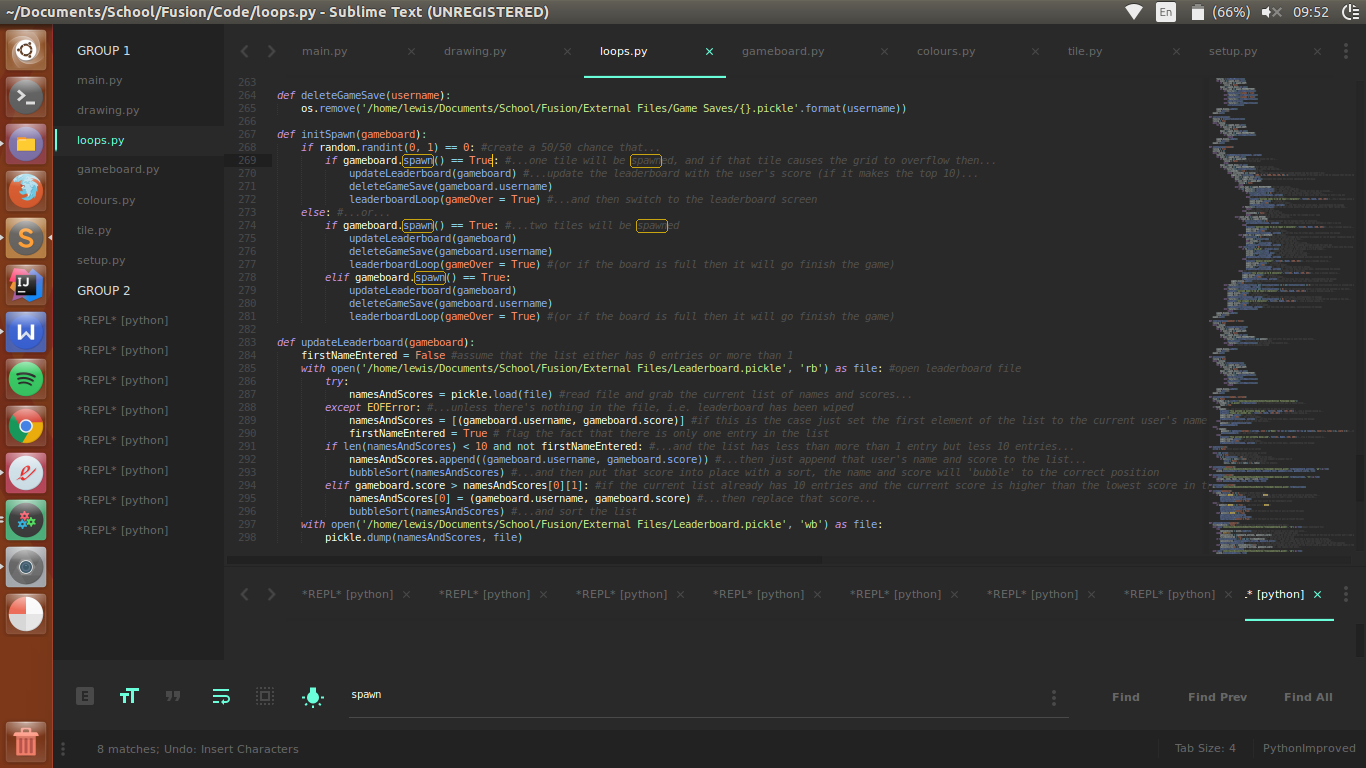 ~/Documents/School/Fusion/Code/loops.py - Sublime Text (UNREGISTERED)
En (66%) 09:52
GROUP 1
main.py
drawing.py
loops.py
gameboard.py
colours.py
tile.py
setup.py
GROUP 2
*REPL* [python]
*REPL* [python]
*REPL* [python]
*REPL* [python]
*REPL* [python]
*REPL* [python]
*REPL* [python]
*REPL* [python]
main.py drawing.py loops.py gameboard.py colours.py tile.py setup.py
263
264 def deleteGameSave(username):
265 os.remove('/home/lewis/Documents/School/Fusion/External Files/Game Saves/{}.pickle'.format(username))
266
267 def initSpawn(gameboard):
268 if random.randint(0, 1) == 0: #create a 50/50 chance that...
269 if gameboard.spawn() == True: #...one tile will be spawned, and if that tile causes the grid to overflow then...
270 updateLeaderboard(gameboard) #...update the leaderboard with the user's score (if it makes the top 10)...
271 deleteGameSave(gameboard.username)
272 leaderboardLoop(gameOver = True) #...and then switch to the leaderboard screen
273 else: #...or...
274 if gameboard.spawn() == True: #...two tiles will be spawned
275 updateLeaderboard(gameboard)
276 deleteGameSave(gameboard.username)
277 leaderboardLoop(gameOver = True) #(or if the board is full then it will go finish the game)
278 elif gameboard.spawn() == True:
279 updateLeaderboard(gameboard)
280 deleteGameSave(gameboard.username)
281 leaderboardLoop(gameOver = True) #(or if the board is full then it will go finish the game)
282
283 def updateLeaderboard(gameboard):
284 firstNameEntered = False #assume that the list either has 0 entries or more than 1
285 with open('/home/lewis/Documents/School/Fusion/External Files/Leaderboard.pickle', 'rb') as file: #open leaderboard file
286 try:
287 namesAndScores = pickle.load(file) #read file and grab the current list of names and scores...
288 except EOFError: #...unless there's nothing in the file, i.e. leaderboard has been wiped
289 namesAndScores = [(gameboard.username, gameboard.score)] #if this is the case just set the first element of the list to the current user's name
290 firstNameEntered = True # flag the fact that there is only one entry in the list
291 if len(namesAndScores) < 10 and not firstNameEntered: #...and the list has less than more than 1 entry but less 10 entries...
292 namesAndScores.append((gameboard.username, gameboard.score)) #...then just append that user's name and score to the list...
293 bubbleSort(namesAndScores) #...and then put that score into place with a sort, the name and score will 'bubble' to the correct position
294 elif gameboard.score > namesAndScores[0][1]: #if the current list already has 10 entries and the current score is higher than the lowest score in t
295 namesAndScores[0] = (gameboard.username, gameboard.score) #...then replace that score...
296 bubbleSort(namesAndScores) #...and sort the list
297 with open('/home/lewis/Documents/School/Fusion/External Files/Leaderboard.pickle', 'wb') as file:
298 pickle.dump(namesAndScores, file)
*REPL* [python] *REPL* [python] *REPL* [python] *REPL* [python] *REPL* [python] *REPL* [python] *REPL* [python] .* [python]
spawn
Find Find Prev Find All
8 matches; Undo: Insert Characters
Tab Size: 4 PythonImproved